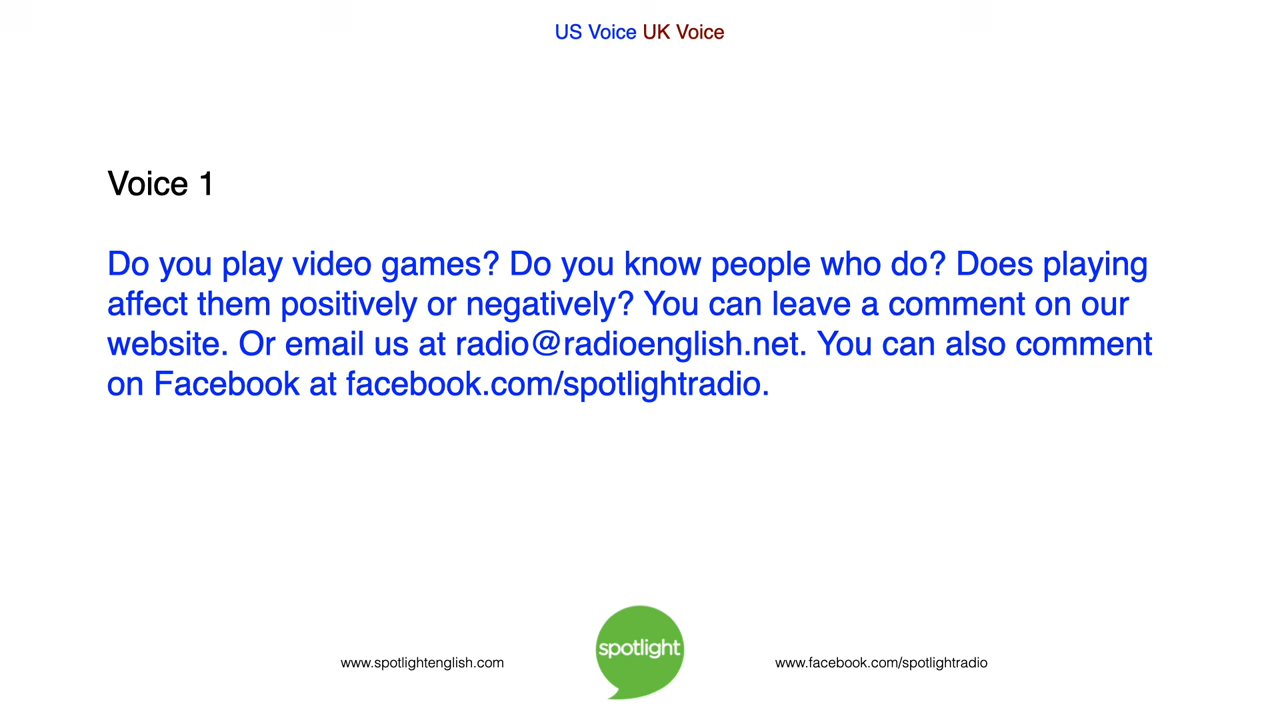 US Voice UK Voice
Voice 1
Do you play video games? Do you know people who do? Does playing
affect them positively or negatively? You can leave a comment on our
website. Or email us at radio@radioenglish.net. You can also comment
on Facebook at facebook.com/spotlightradio.
www.spotlightenglish.com
spotlight
www.facebook.com/spotlightradio